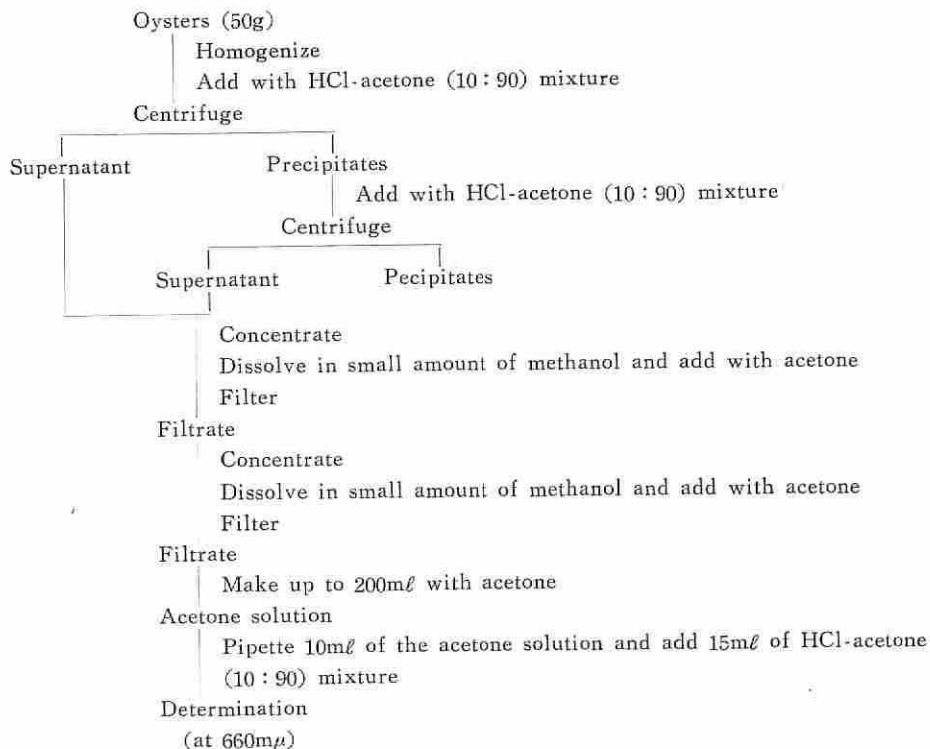 Oysters (50g)
Homogenize
Add with HCl-acetone (10 : 90) mixture
Centrifuge
Supernatant Precipitates
Add with HCl-acetone (10 : 90) mixture
Centrifuge
Supernatant Pecipitates
Concentrate
Dissolve in small amount of methanol and add with acetone
Filter
Filtrate
Concentrate
Dissolve in small amount of methanol and add with acetone
Filter
Filtrate
Make up to 200mℓ with acetone
Acetone solution
Pipette 10mℓ of the acetone solution and add 15mℓ of HCl-acetone
(10 : 90) mixture
Determination
(at 660mμ)